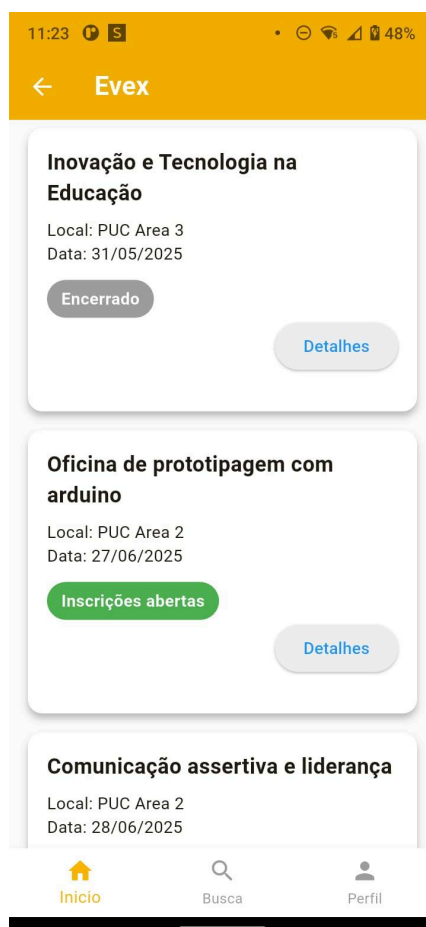 11:23 S 48%
Evex
Inovação e Tecnologia na
Educação
Local: PUC Area 3
Data: 31/05/2025
Encerrado
Detalhes
Oficina de prototipagem com
arduino
Local: PUC Area 2
Data: 27/06/2025
Inscrições abertas
Detalhes
Comunicação assertiva e liderança
Local: PUC Area 2
Data: 28/06/2025
Inicio Busca Perfil